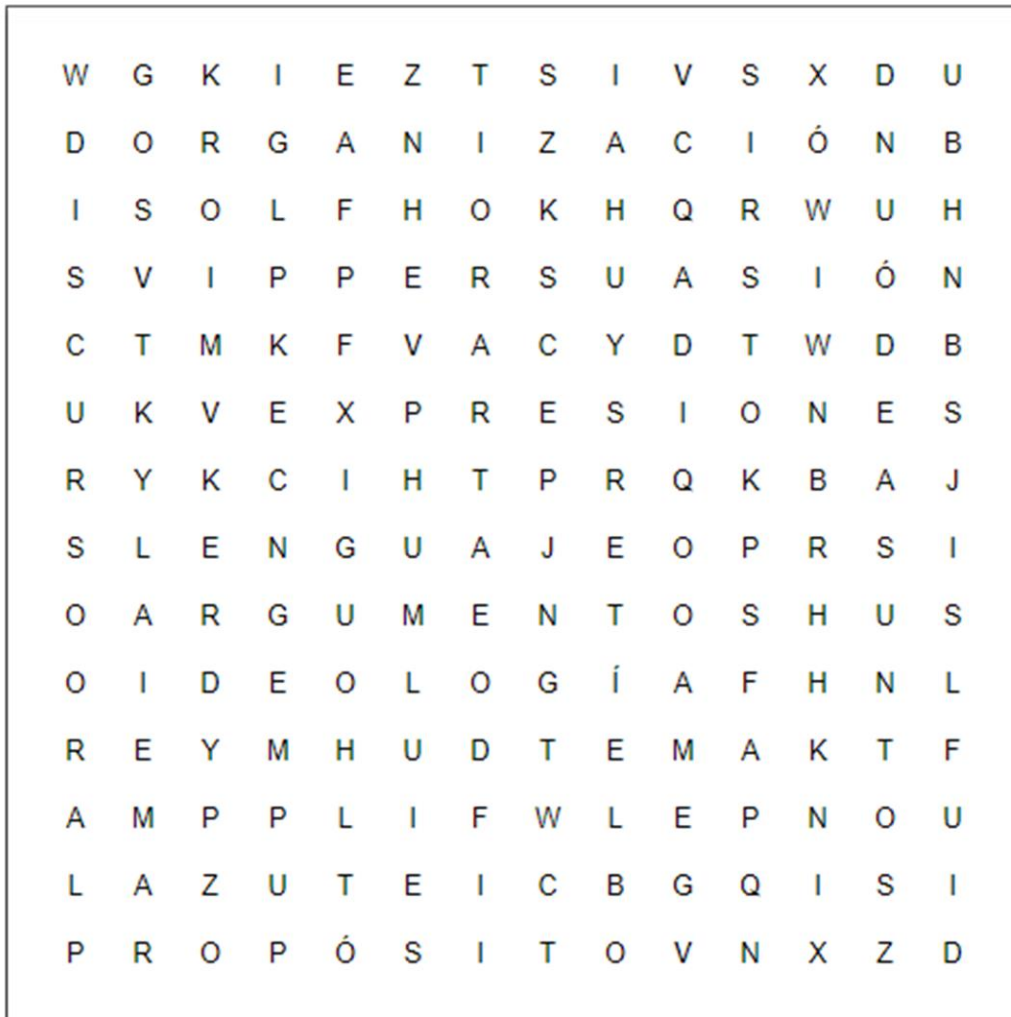 W G K I E Z T S I V S X D U
D O R G A N I Z A C I Ó N B
I S O L F H O K H Q R W U H
S V I P P E R S U A S I Ó N
C T M K F V A C Y D T W D B
U K V E X P R E S I O N E S
R Y K C I H T P R Q K B A J
S L E N G U A J E O P R S I
O A R G U M E N T O S H U S
O I D E O L O G Í A F H N L
R E Y M H U D T E M A K T F
A M P P L I F W L E P N O U
L A Z U T E I C B G Q I S I
P R O P Ó S I T O V N X Z D